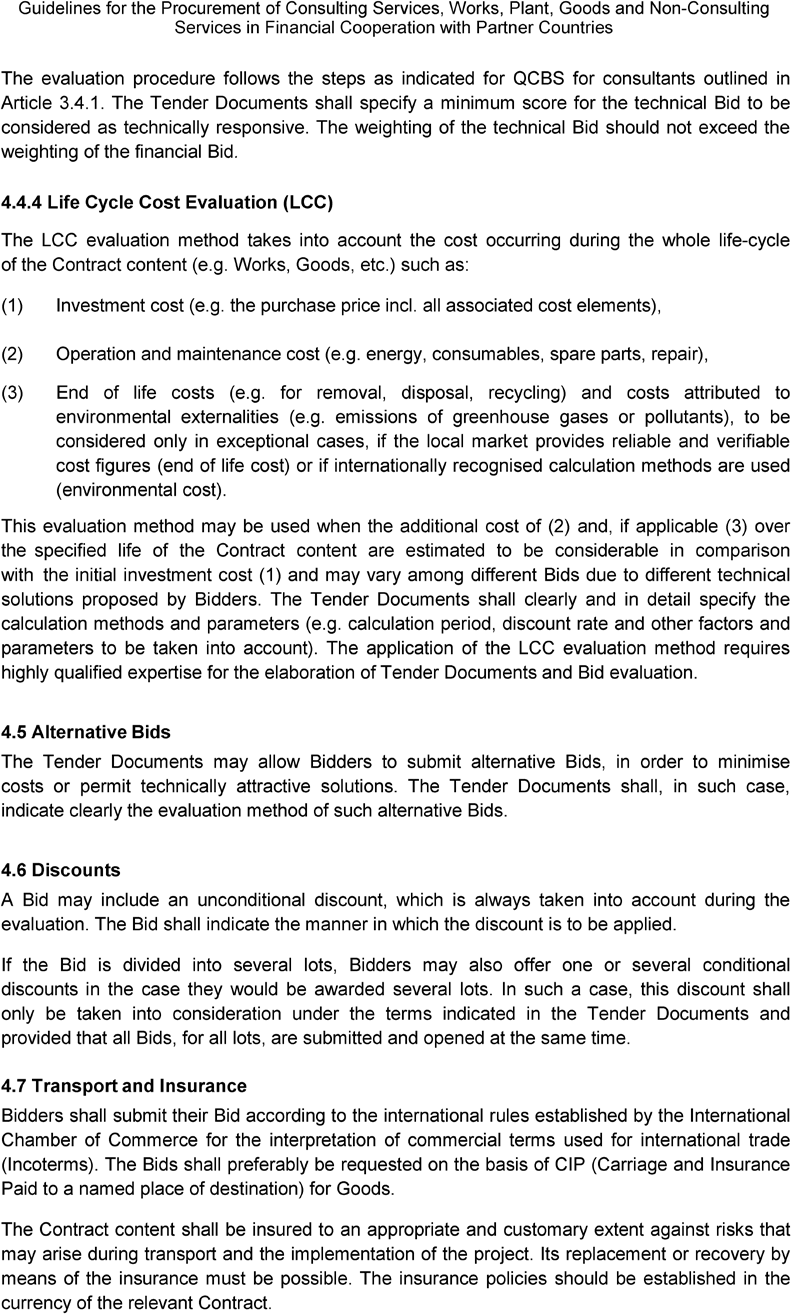 Guidelines for the Procurement of Consulting Services, Works, Plant, Goods and Non-Consulting
Services in Financial Cooperation with Partner Countries
The evaluation procedure follows the steps as indicated for QCBS for consultants outlined in
Article 3.4.1. The Tender Documents shall specify a minimum score for the technical Bid to be
considered as technically responsive. The weighting of the technical Bid should not exceed the
weighting of the financial Bid.
4.4.4 Life Cycle Cost Evaluation (LCC)
The LCC evaluation method takes into account the cost occurring during the whole life-cycle
of the Contract content (e.g. Works, Goods, etc.) such as:
(1) Investment cost (e.g. the purchase price incl. all associated cost elements),
(2) Operation and maintenance cost (e.g. energy, consumables, spare parts, repair),
(3) End of life costs (e.g. for removal, disposal, recycling) and costs attributed to
environmental externalities (e.g. emissions of greenhouse gases or pollutants), to be
considered only in exceptional cases, if the local market provides reliable and verifiable
cost figures (end of life cost) or if internationally recognised calculation methods are used
(environmental cost).
This evaluation method may be used when the additional cost of (2) and, if applicable (3) over
the specified life of the Contract content are estimated to be considerable in comparison
with the initial investment cost (1) and may vary among different Bids due to different technical
solutions proposed by Bidders. The Tender Documents shall clearly and in detail specify the
calculation methods and parameters (e.g. calculation period, discount rate and other factors and
parameters to be taken into account). The application of the LCC evaluation method requires
highly qualified expertise for the elaboration of Tender Documents and Bid evaluation.
4.5 Alternative Bids
The Tender Documents may allow Bidders to submit alternative Bids, in order to minimise
costs or permit technically attractive solutions. The Tender Documents shall, in such case,
indicate clearly the evaluation method of such alternative Bids.
4.6 Discounts
A Bid may include an unconditional discount, which is always taken into account during the
evaluation. The Bid shall indicate the manner in which the discount is to be applied.
If the Bid is divided into several lots, Bidders may also offer one or several conditional
discounts in the case they would be awarded several lots. In such a case, this discount shall
only be taken into consideration under the terms indicated in the Tender Documents and
provided that all Bids, for all lots, are submitted and opened at the same time.
4.7 Transport and Insurance
Bidders shall submit their Bid according to the international rules established by the International
Chamber of Commerce for the interpretation of commercial terms used for international trade
(Incoterms). The Bids shall preferably be requested on the basis of CIP (Carriage and Insurance
Paid to a named place of destination) for Goods.
The Contract content shall be insured to an appropriate and customary extent against risks that
may arise during transport and the implementation of the project. Its replacement or recovery by
means of the insurance must be possible. The insurance policies should be established in the
currency of the relevant Contract.